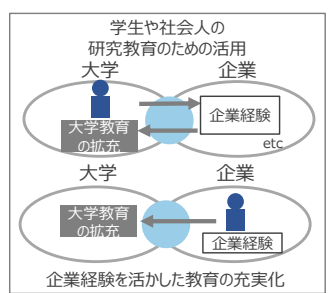 学生や社会人の
研究教育のための活用
大学
企業
大学教育
の拡充
企業経験
etc
大学
企業
大学教育
の拡充
企業経験
企業経験を活かした教育の充実化